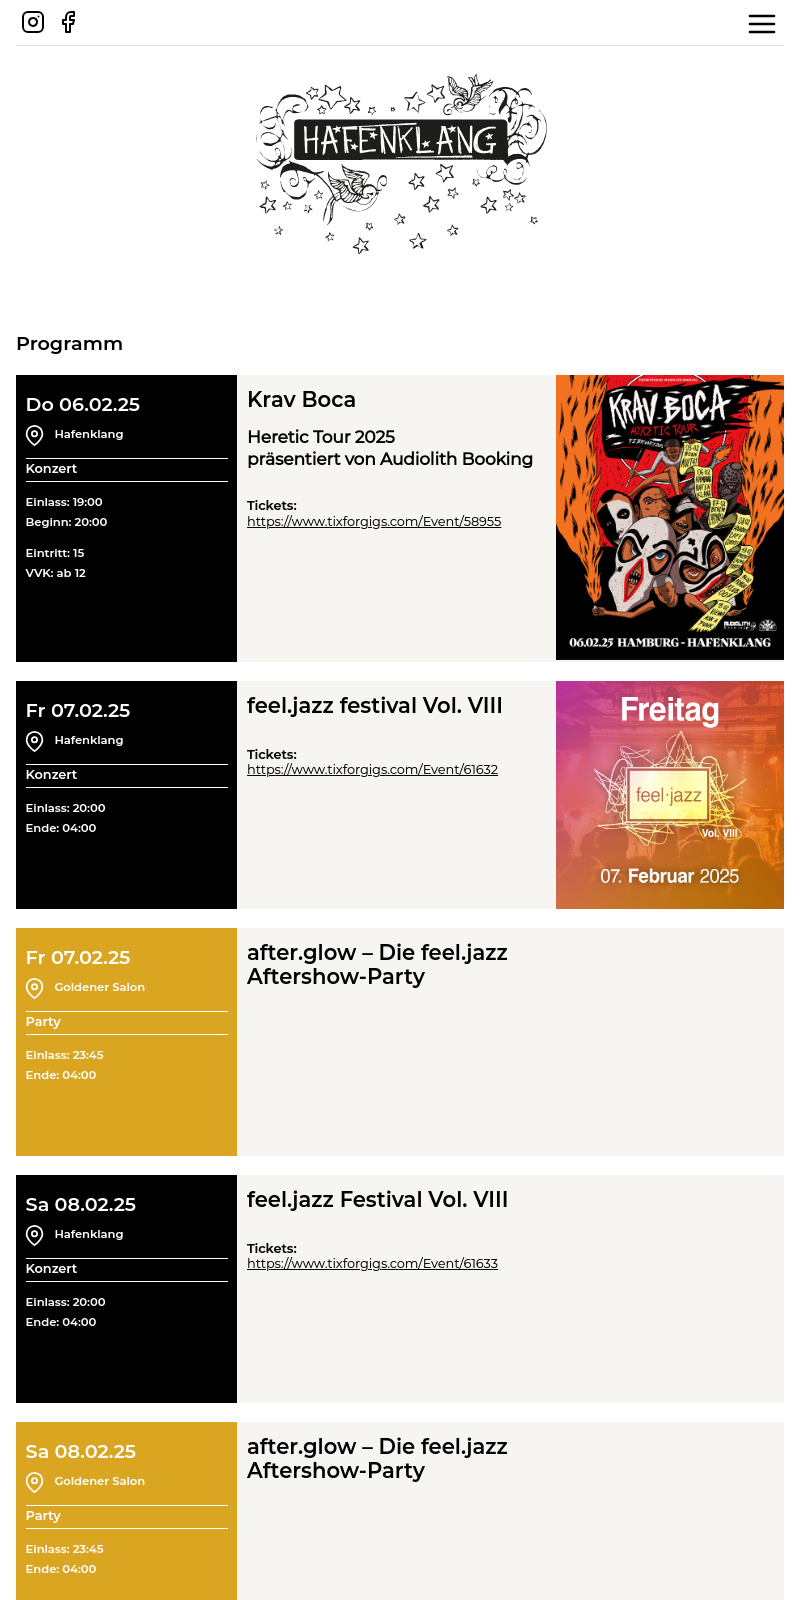 HAFENKLANG
Programm
Do 06.02.25
Hafenklang
Konzert
Einlass: 19:00
Beginn: 20:00
Eintritt: 15
VVK: ab 12
Krav Boca
Heretic Tour 2025
präsentiert von Audiolith Booking
Tickets:
https://www.tixforgigs.com/Event/58955
KRAV BOCA
HERETIC TOUR
06.02.25 HAMBURG - HAFENKLANG
Fr 07.02.25
Hafenklang
Konzert
Einlass: 20:00
Ende: 04:00
feel.jazz festival Vol. VIII
Tickets:
https://www.tixforgigs.com/Event/61632
Freitag
feel·jazz
Vol. VIII
07. Februar 2025
Fr 07.02.25
Goldener Salon
Party
Einlass: 23:45
Ende: 04:00
after.glow – Die feel.jazz
Aftershow-Party
Sa 08.02.25
Hafenklang
Konzert
Einlass: 20:00
Ende: 04:00
feel.jazz Festival Vol. VIII
Tickets:
https://www.tixforgigs.com/Event/61633
Sa 08.02.25
Goldener Salon
Party
Einlass: 23:45
Ende: 04:00
after.glow – Die feel.jazz
Aftershow-Party